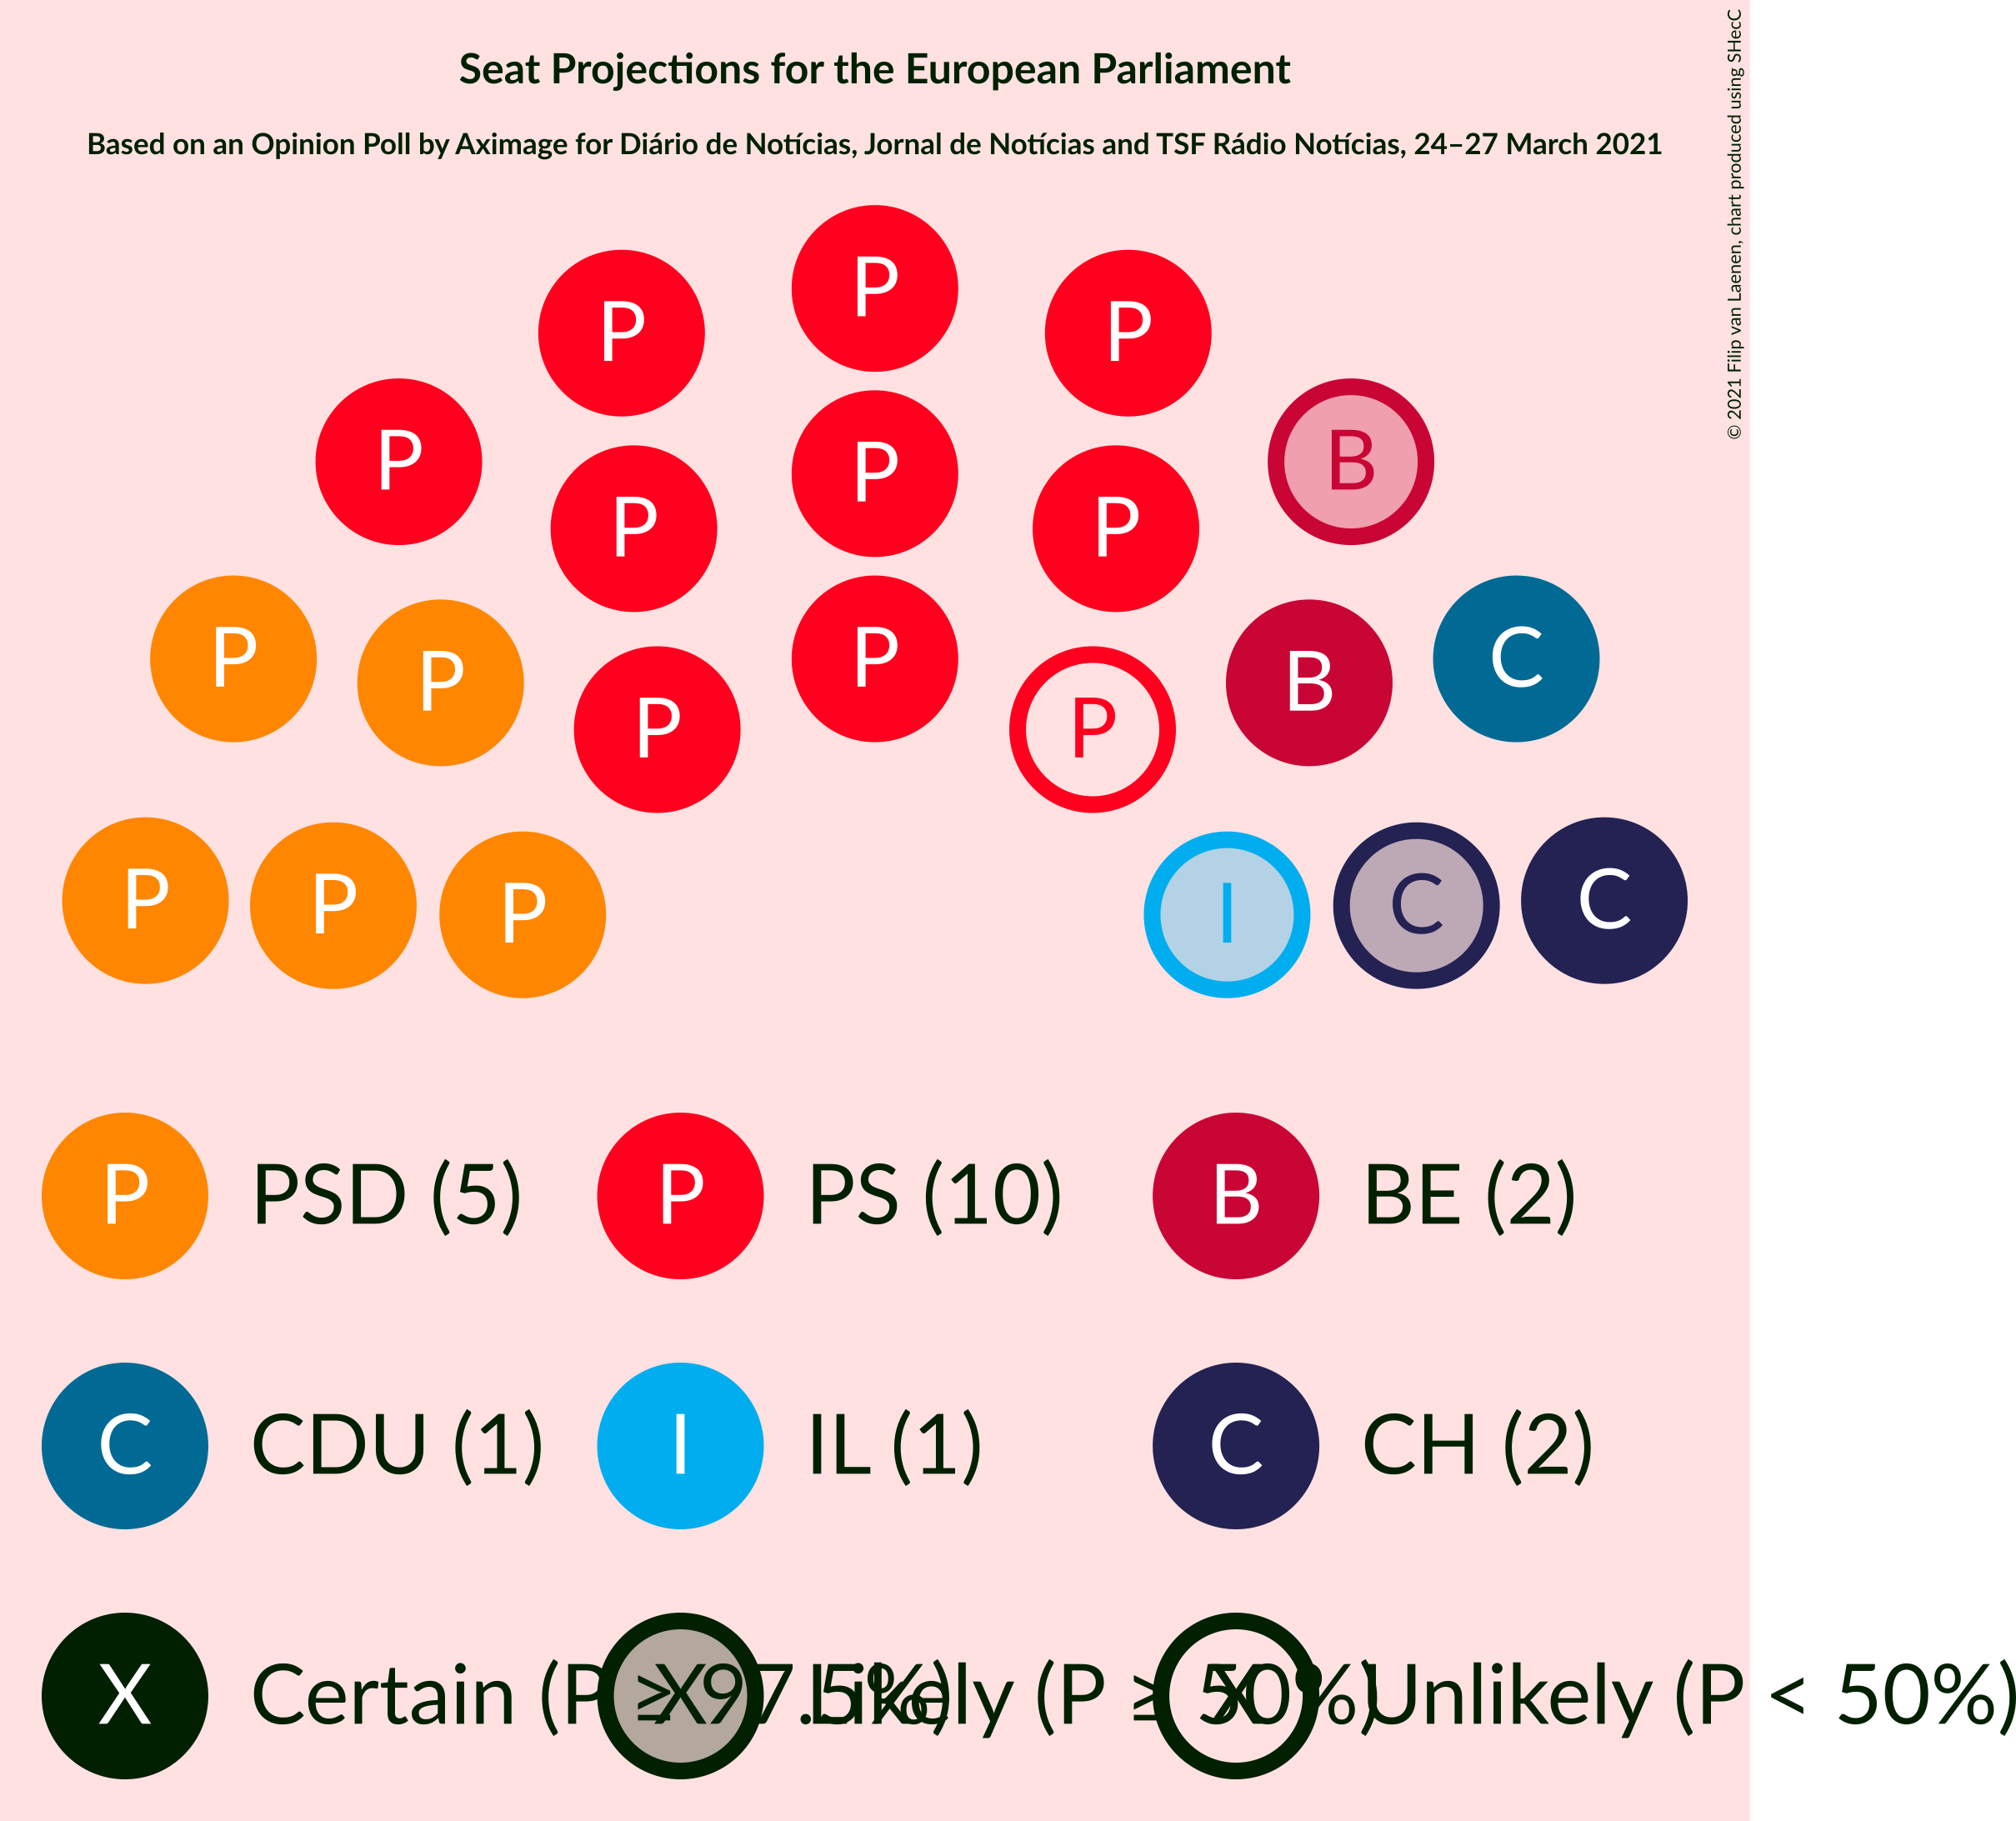 Seat Projections for the European Parliament
Based on an Opinion Poll by Aximage for Diário de Notícias, Jornal de Notícias and TSF Rádio Notícias, 24–27 March 2021
© 2021 Filip van Laenen, chart produced using SHecC
P
P P
P B
P
P P
P P C
P P B
P P
P P C
P I
P C
P PSD (5) P PS (10) B BE (2)
C CDU (1) I IL (1) C CH (2)
X Certain (P ≥ 97.5%) X Likely (P ≥ 50%) X Unlikely (P < 50%)